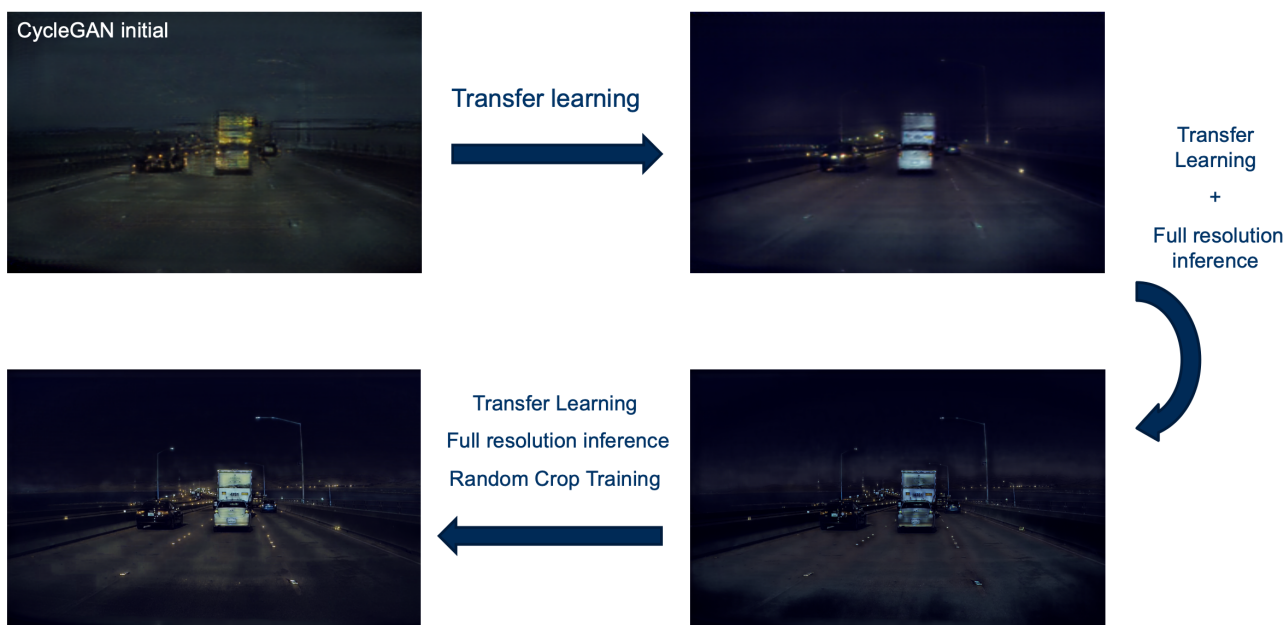 CycleGAN initial
Transfer learning
Transfer
Learning
+
Full resolution
inference
Transfer Learning
Full resolution inference
Random Crop Training